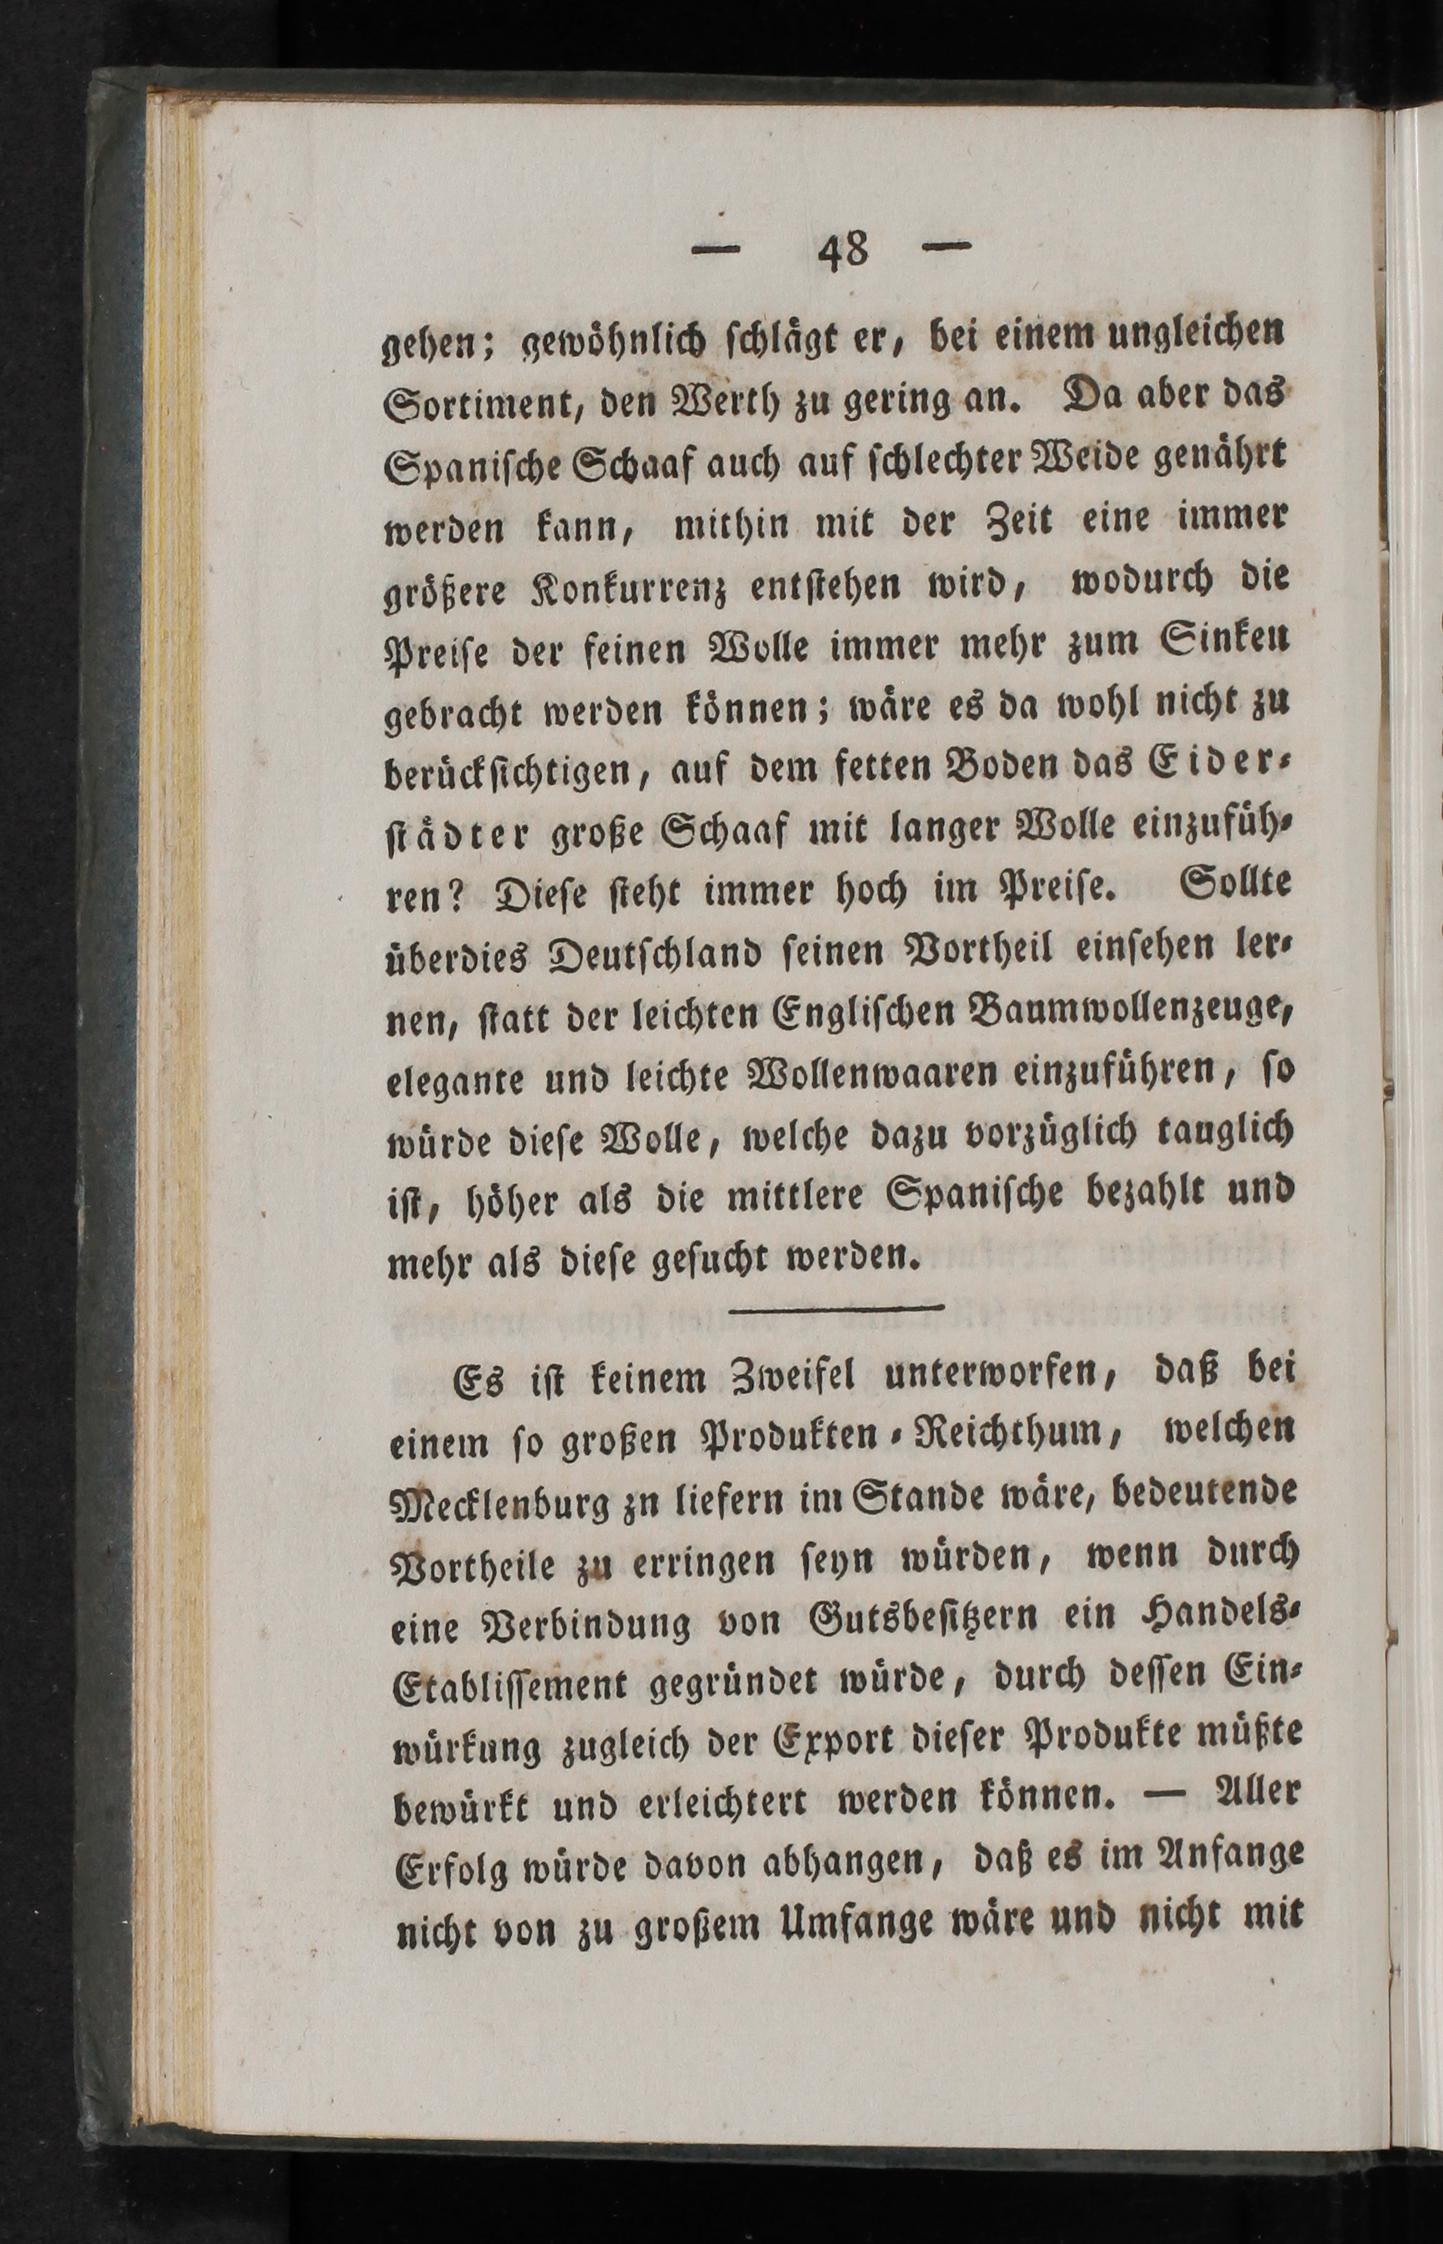 — 48 —
gehen; gewöhnlich ſchlägt er, bei einem ungleichen
Sortiment, den Werth zu gering an. Da aber das
Spaniſche Schaaf auch auf ſchlechter Weide genährt
werden kann, mithin mit der Zeit eine immer
größere Konkurrenz entſtehen wird, wodurch die
Preiſe der feinen Wolle immer mehr zum Sinken
gebracht werden können; wäre es da wohl nicht zu
berückſichtigen, auf dem fetten Boden das Eider-
ſtädter große Schaaf mit langer Wolle einzufüh-
ren? Dieſe ſteht immer hoch im Preiſe. Sollte
überdies Deutſchland ſeinen Vortheil einſehen ler-
nen, ſtatt der leichten Engliſchen Baumwollenzeuge,
elegante und leichte Wollenwaaren einzuführen, ſo
würde dieſe Wolle, welche dazu vorzüglich tauglich
iſt, höher als die mittlere Spaniſche bezahlt und
mehr als dieſe geſucht werden.
Es iſt keinem Zweifel unterworfen, daß bei
einem ſo großen Produkten-Reichthum, welchen
Mecklenburg zn liefern im Stande wäre, bedeutende
Vortheile zu erringen ſeyn würden, wenn durch
eine Verbindung von Gutsbeſitzern ein Handels-
Etabliſſement gegründet würde, durch deſſen Ein-
würkung zugleich der Export dieſer Produkte müßte
bewürkt und erleichtert werden können. — Aller
Erfolg würde davon abhangen, daß es im Anfange
nicht von zu großem Umfange wäre und nicht mit